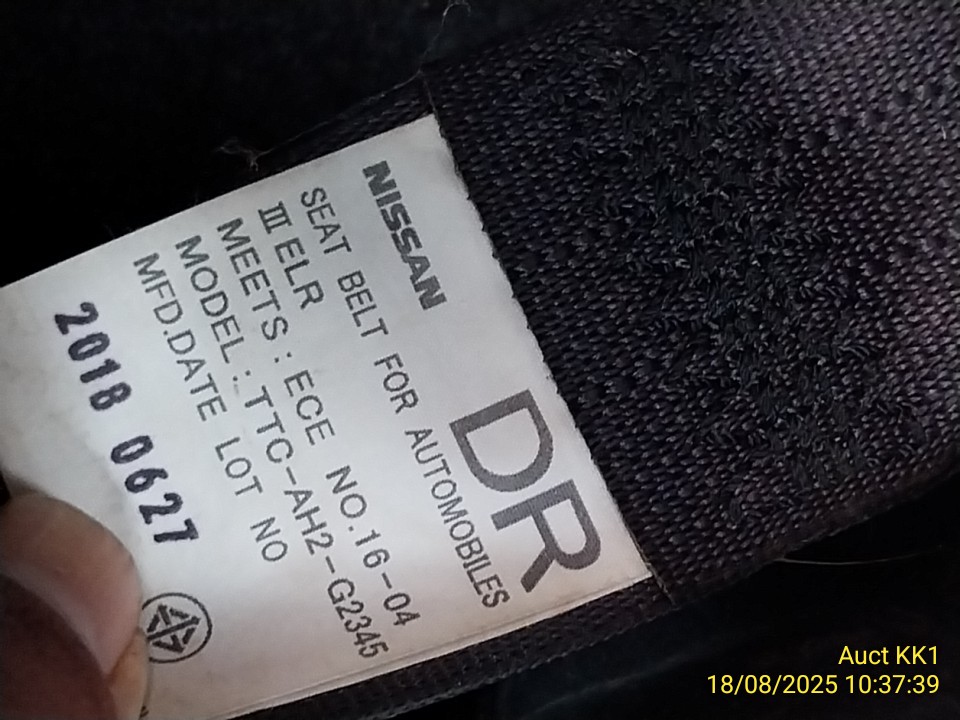 NISSAN
DR
SEAT BELT FOR AUTOMOBILES
Ⅲ ELR
MEETS : ECE NO.16-04
MODEL : TTC-AH2-G2345
MFD.DATE LOT NO
2018 0627
Auct KK1
18/08/2025 10:37:39